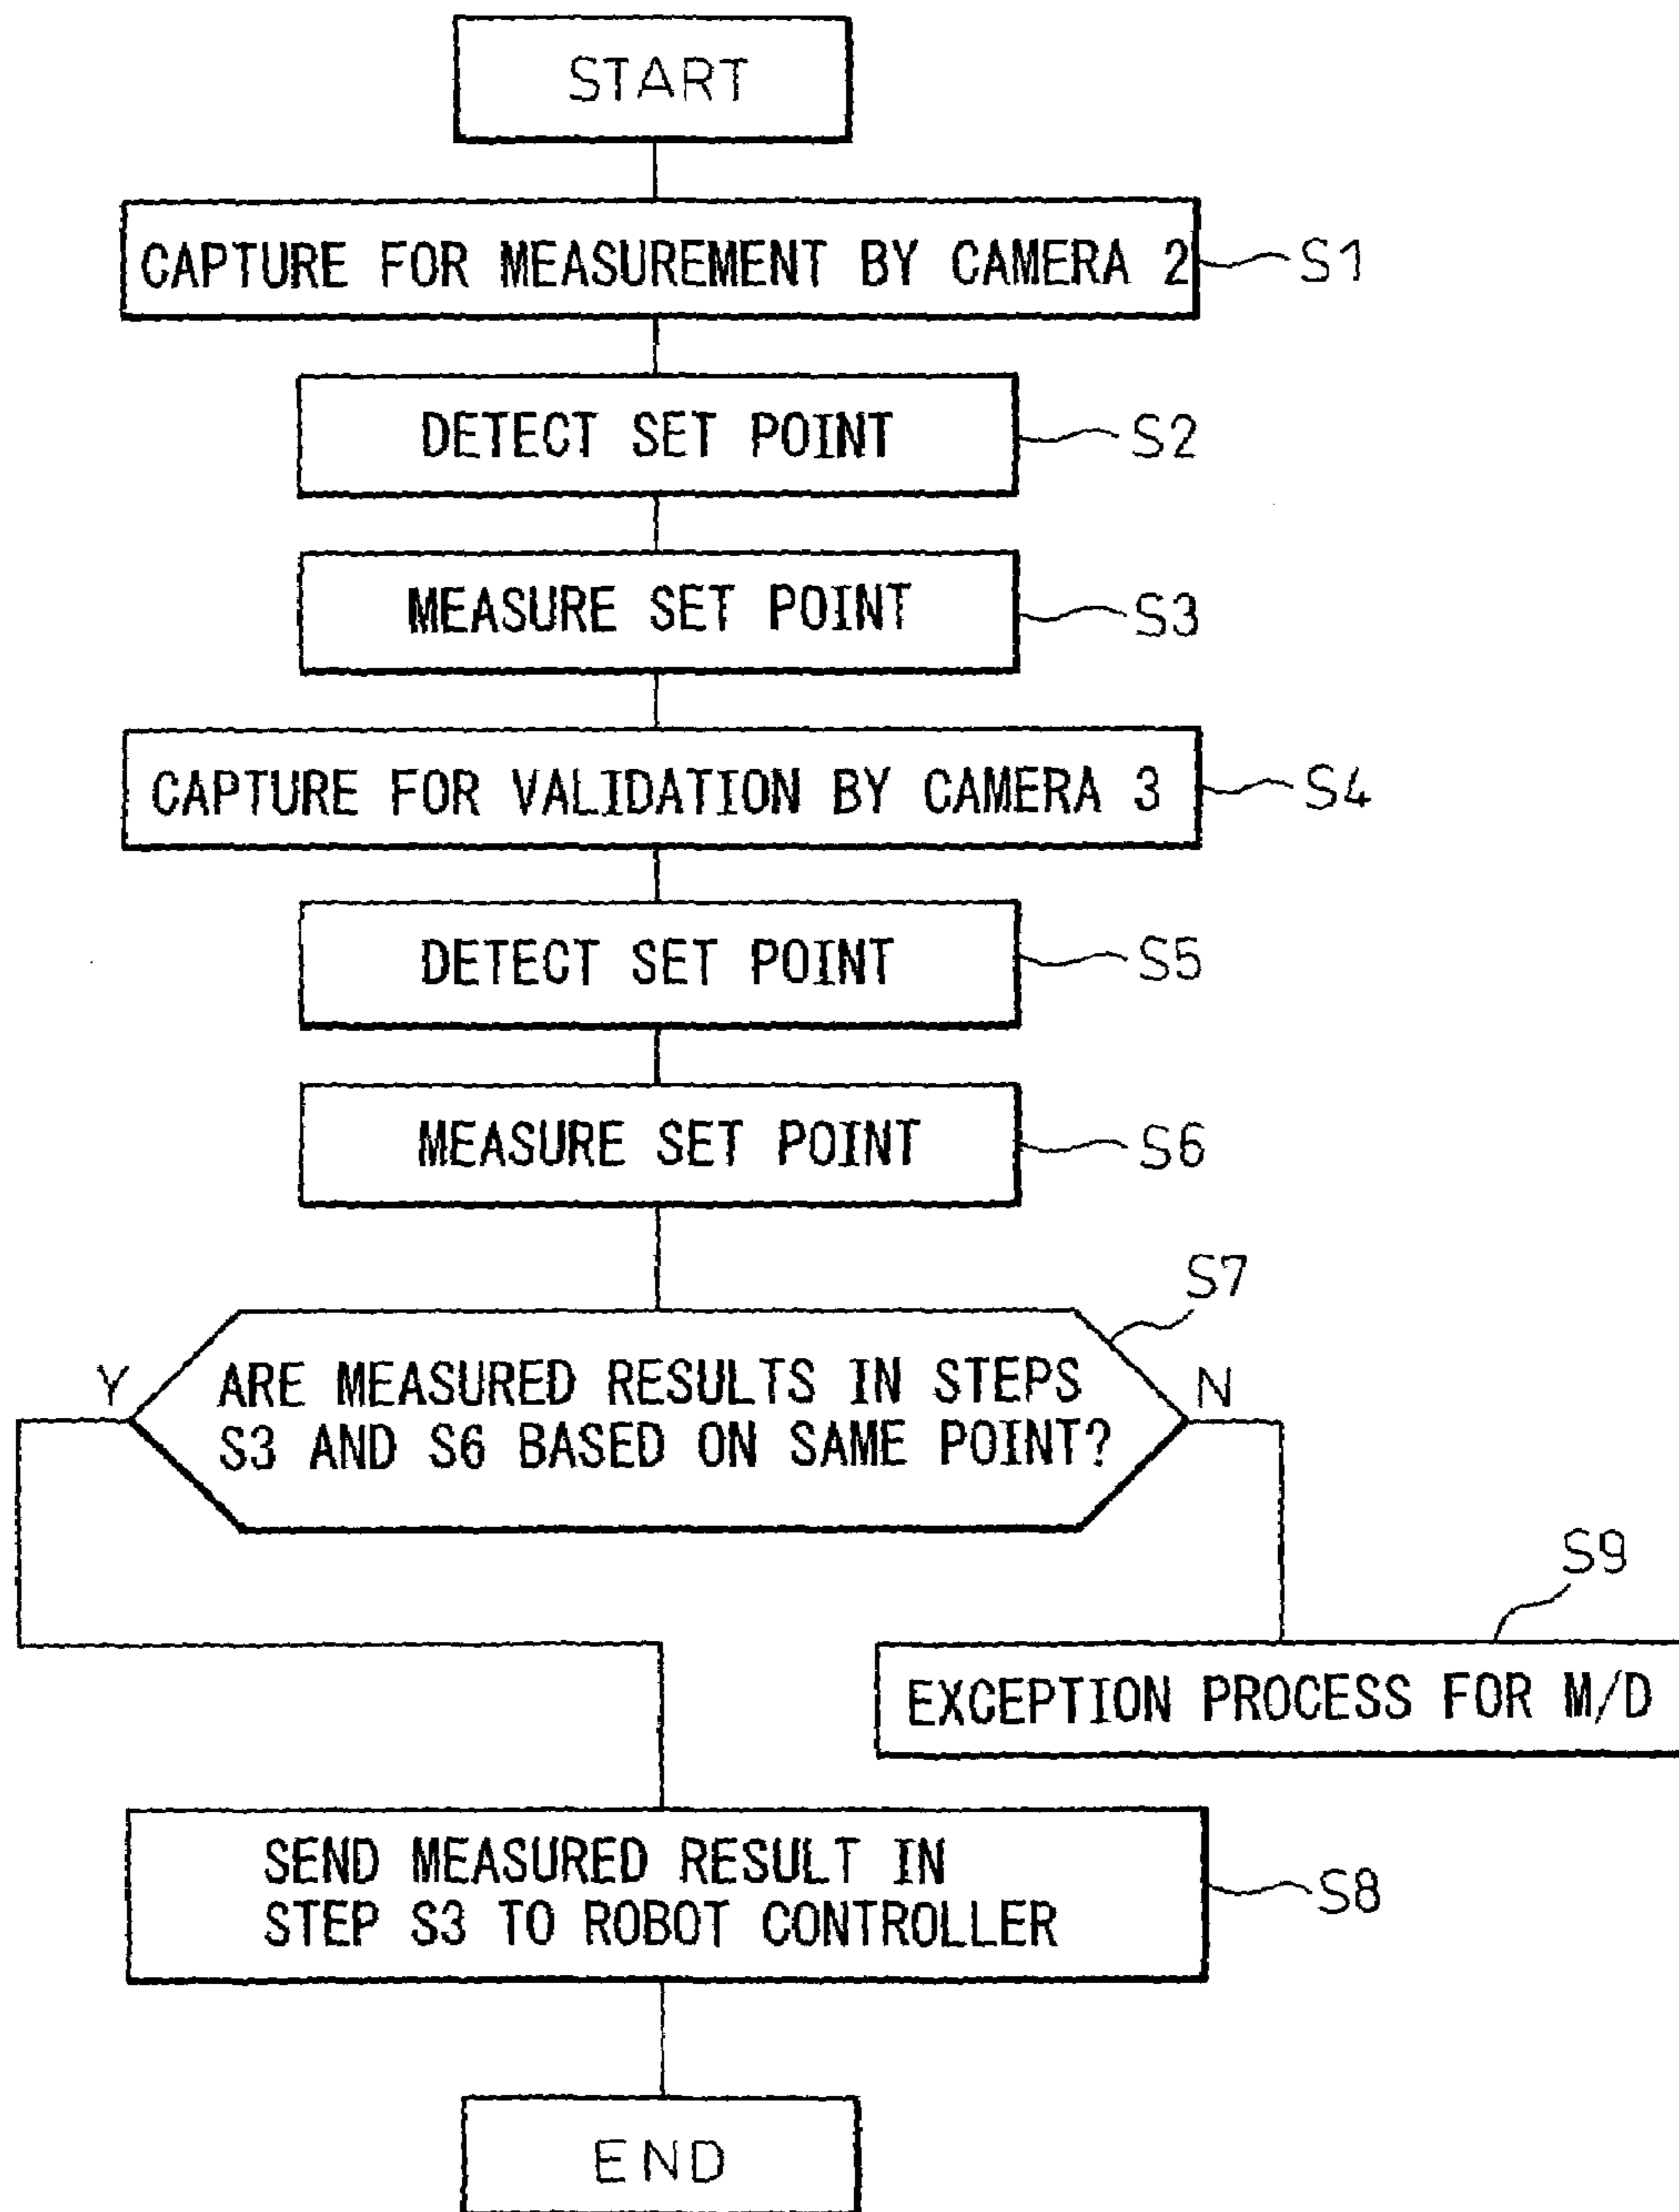 START
CAPTURE FOR MEASUREMENT BY CAMERA 2
S1
DETECT SET POINT
S2
MEASURE SET POINT
S3
CAPTURE FOR VALIDATION BY CAMERA 3
S4
DETECT SET POINT
S5
MEASURE SET POINT
S6
S7
Y
ARE MEASURED RESULTS IN STEPS
S3 AND S6 BASED ON SAME POINT?
N
S9
EXCEPTION PROCESS FOR M/D
SEND MEASURED RESULT IN
STEP S3 TO ROBOT CONTROLLER
S8
END